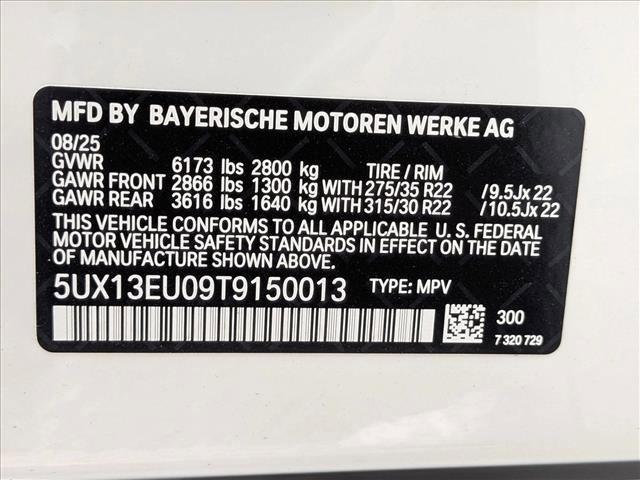 MFD BY BAYERISCHE MOTOREN WERKE AG
08/25
GVWR 6173 lbs 2800 kg TIRE / RIM
GAWR FRONT 2866 lbs 1300 kg WITH 275/35 R22 /9.5Jx22
GAWR REAR 3616 lbs 1640 kg WITH 315/30 R22 /10.5Jx22
THIS VEHICLE CONFORMS TO ALL APPLICABLE U.S. FEDERAL
MOTOR VEHICLE SAFETY STANDARDS IN EFFECT ON THE
DATE OF MANUFACTURE SHOWN ABOVE.
5UX13EU09T9150013 TYPE: MPV
300
7 320 729